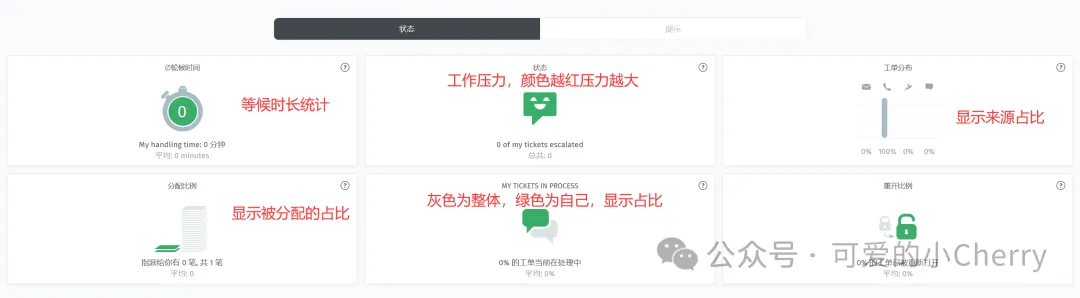 状态
提示
∅轮候时间
等候时长统计
0
My handling time: 0 分钟
平均: 0 minutes
状态
工作压力，颜色越红压力越大
0 of my tickets escalated
总共: 0
工单分布
显示来源占比
0% 100% 0% 0%
分配比例
显示被分配的占比
指派给你有 0 笔, 共 1 笔
平均: 0
MY TICKETS IN PROCESS
灰色为整体，绿色为自己，显示占比
0% 的工单当前在处理中
平均: 0%
重开比例
0% 的工单已被重新打开
平均: 0%
公众号 · 可爱的小Cherry